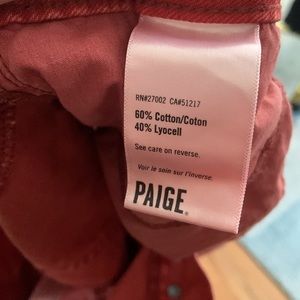 RN#27002 CA#51217
60% Cotton/Coton
40% Lyocell
See care on reverse.
Voir le soin sur l'inverse.
PAIGE